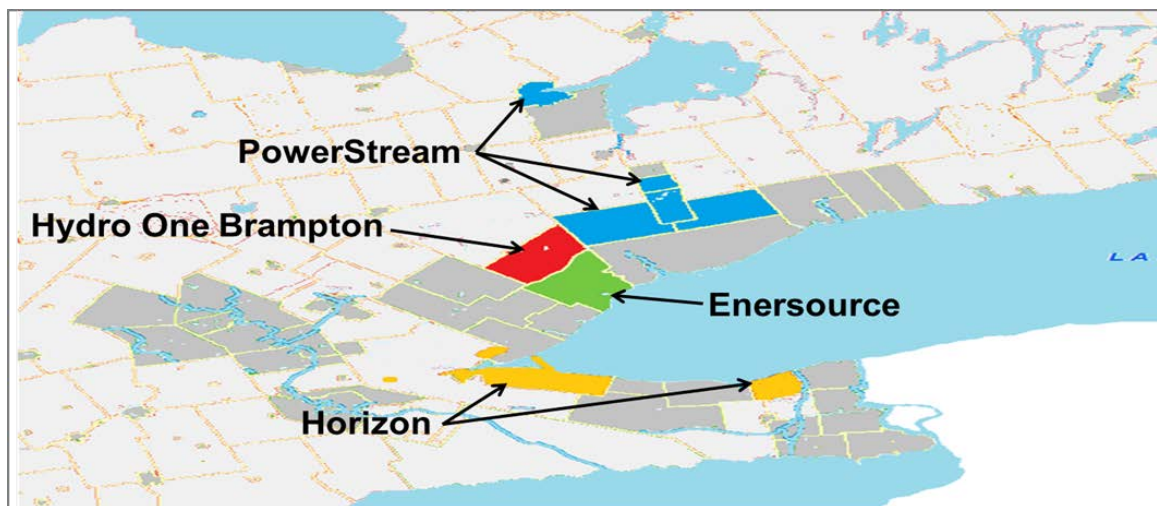 PowerStream
Hydro One Brampton
L A
Enersource
Horizon